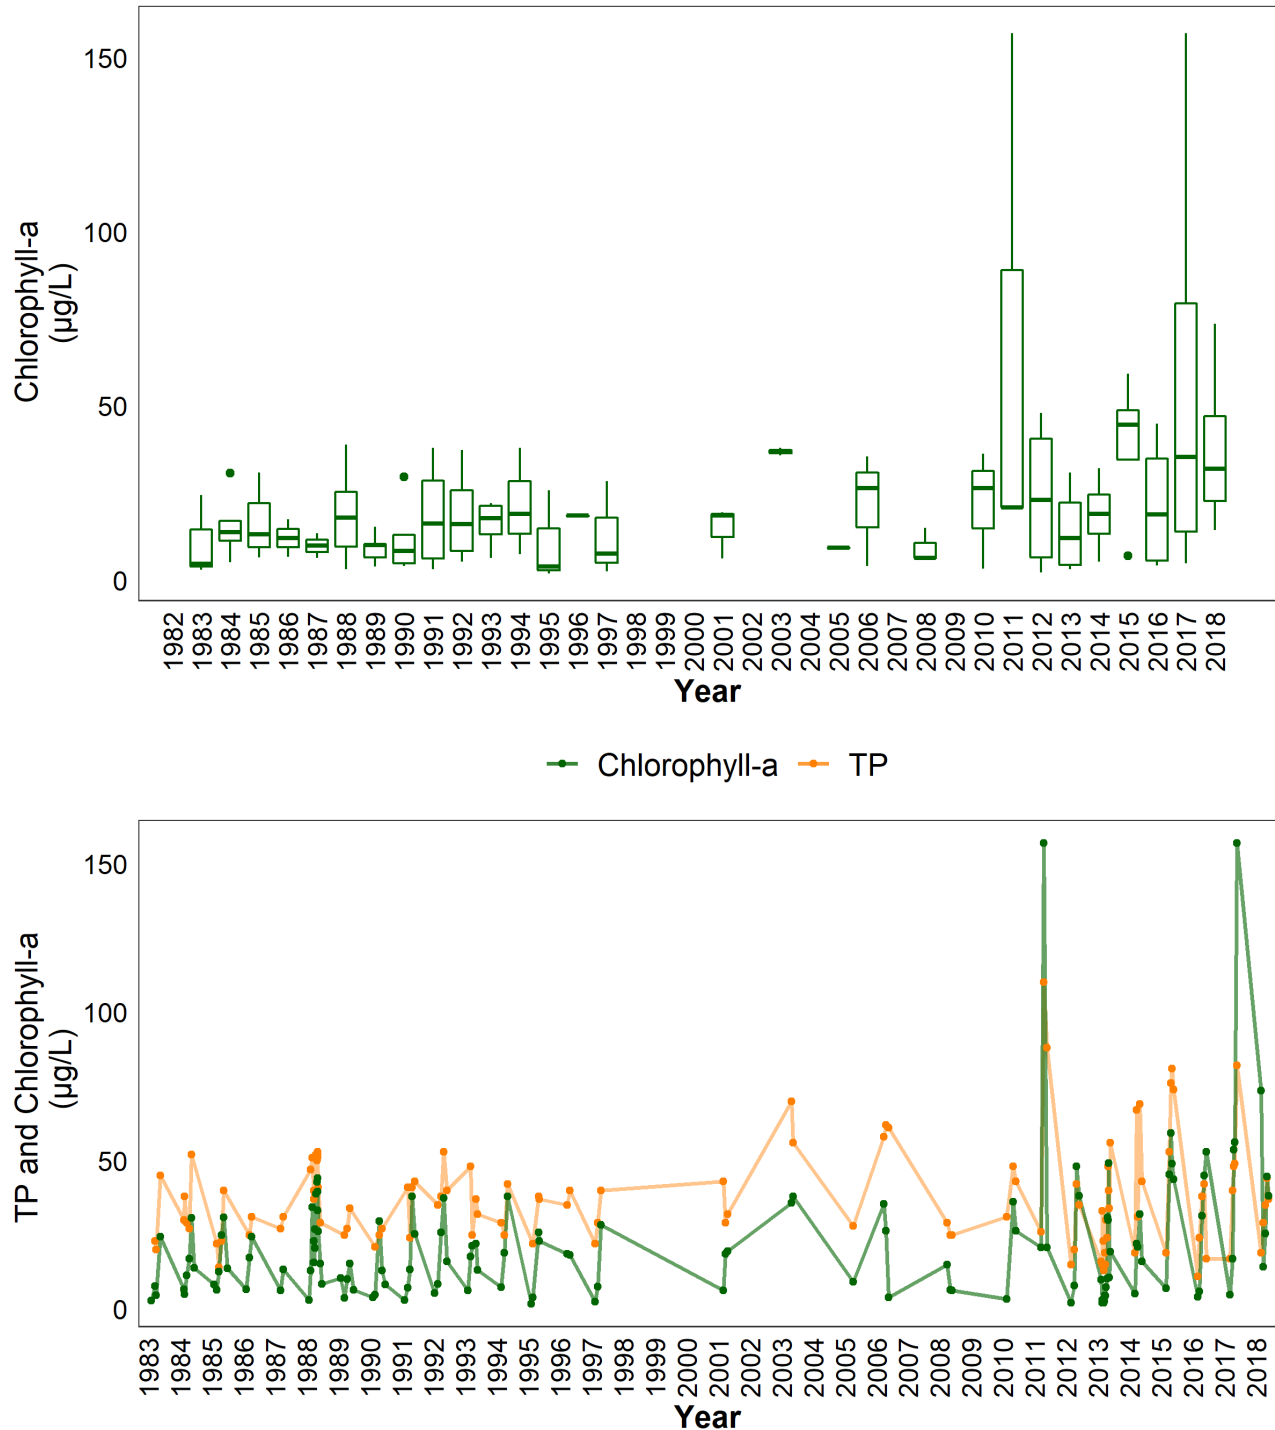 Chlorophyll-a
(µg/L)
150
100
50
0
1982 1983 1984 1985 1986 1987 1988 1989 1990 1991 1992 1993 1994 1995 1996 1997 1998 1999 2000 2001 2002 2003 2004 2005 2006 2007 2008 2009 2010 2011 2012 2013 2014 2015 2016 2017 2018
Year
Chlorophyll-a TP
TP and Chlorophyll-a
(µg/L)
150
100
50
0
1983 1984 1985 1986 1987 1988 1989 1990 1991 1992 1993 1994 1995 1996 1997 1998 1999 2000 2001 2002 2003 2004 2005 2006 2007 2008 2009 2010 2011 2012 2013 2014 2015 2016 2017 2018
Year